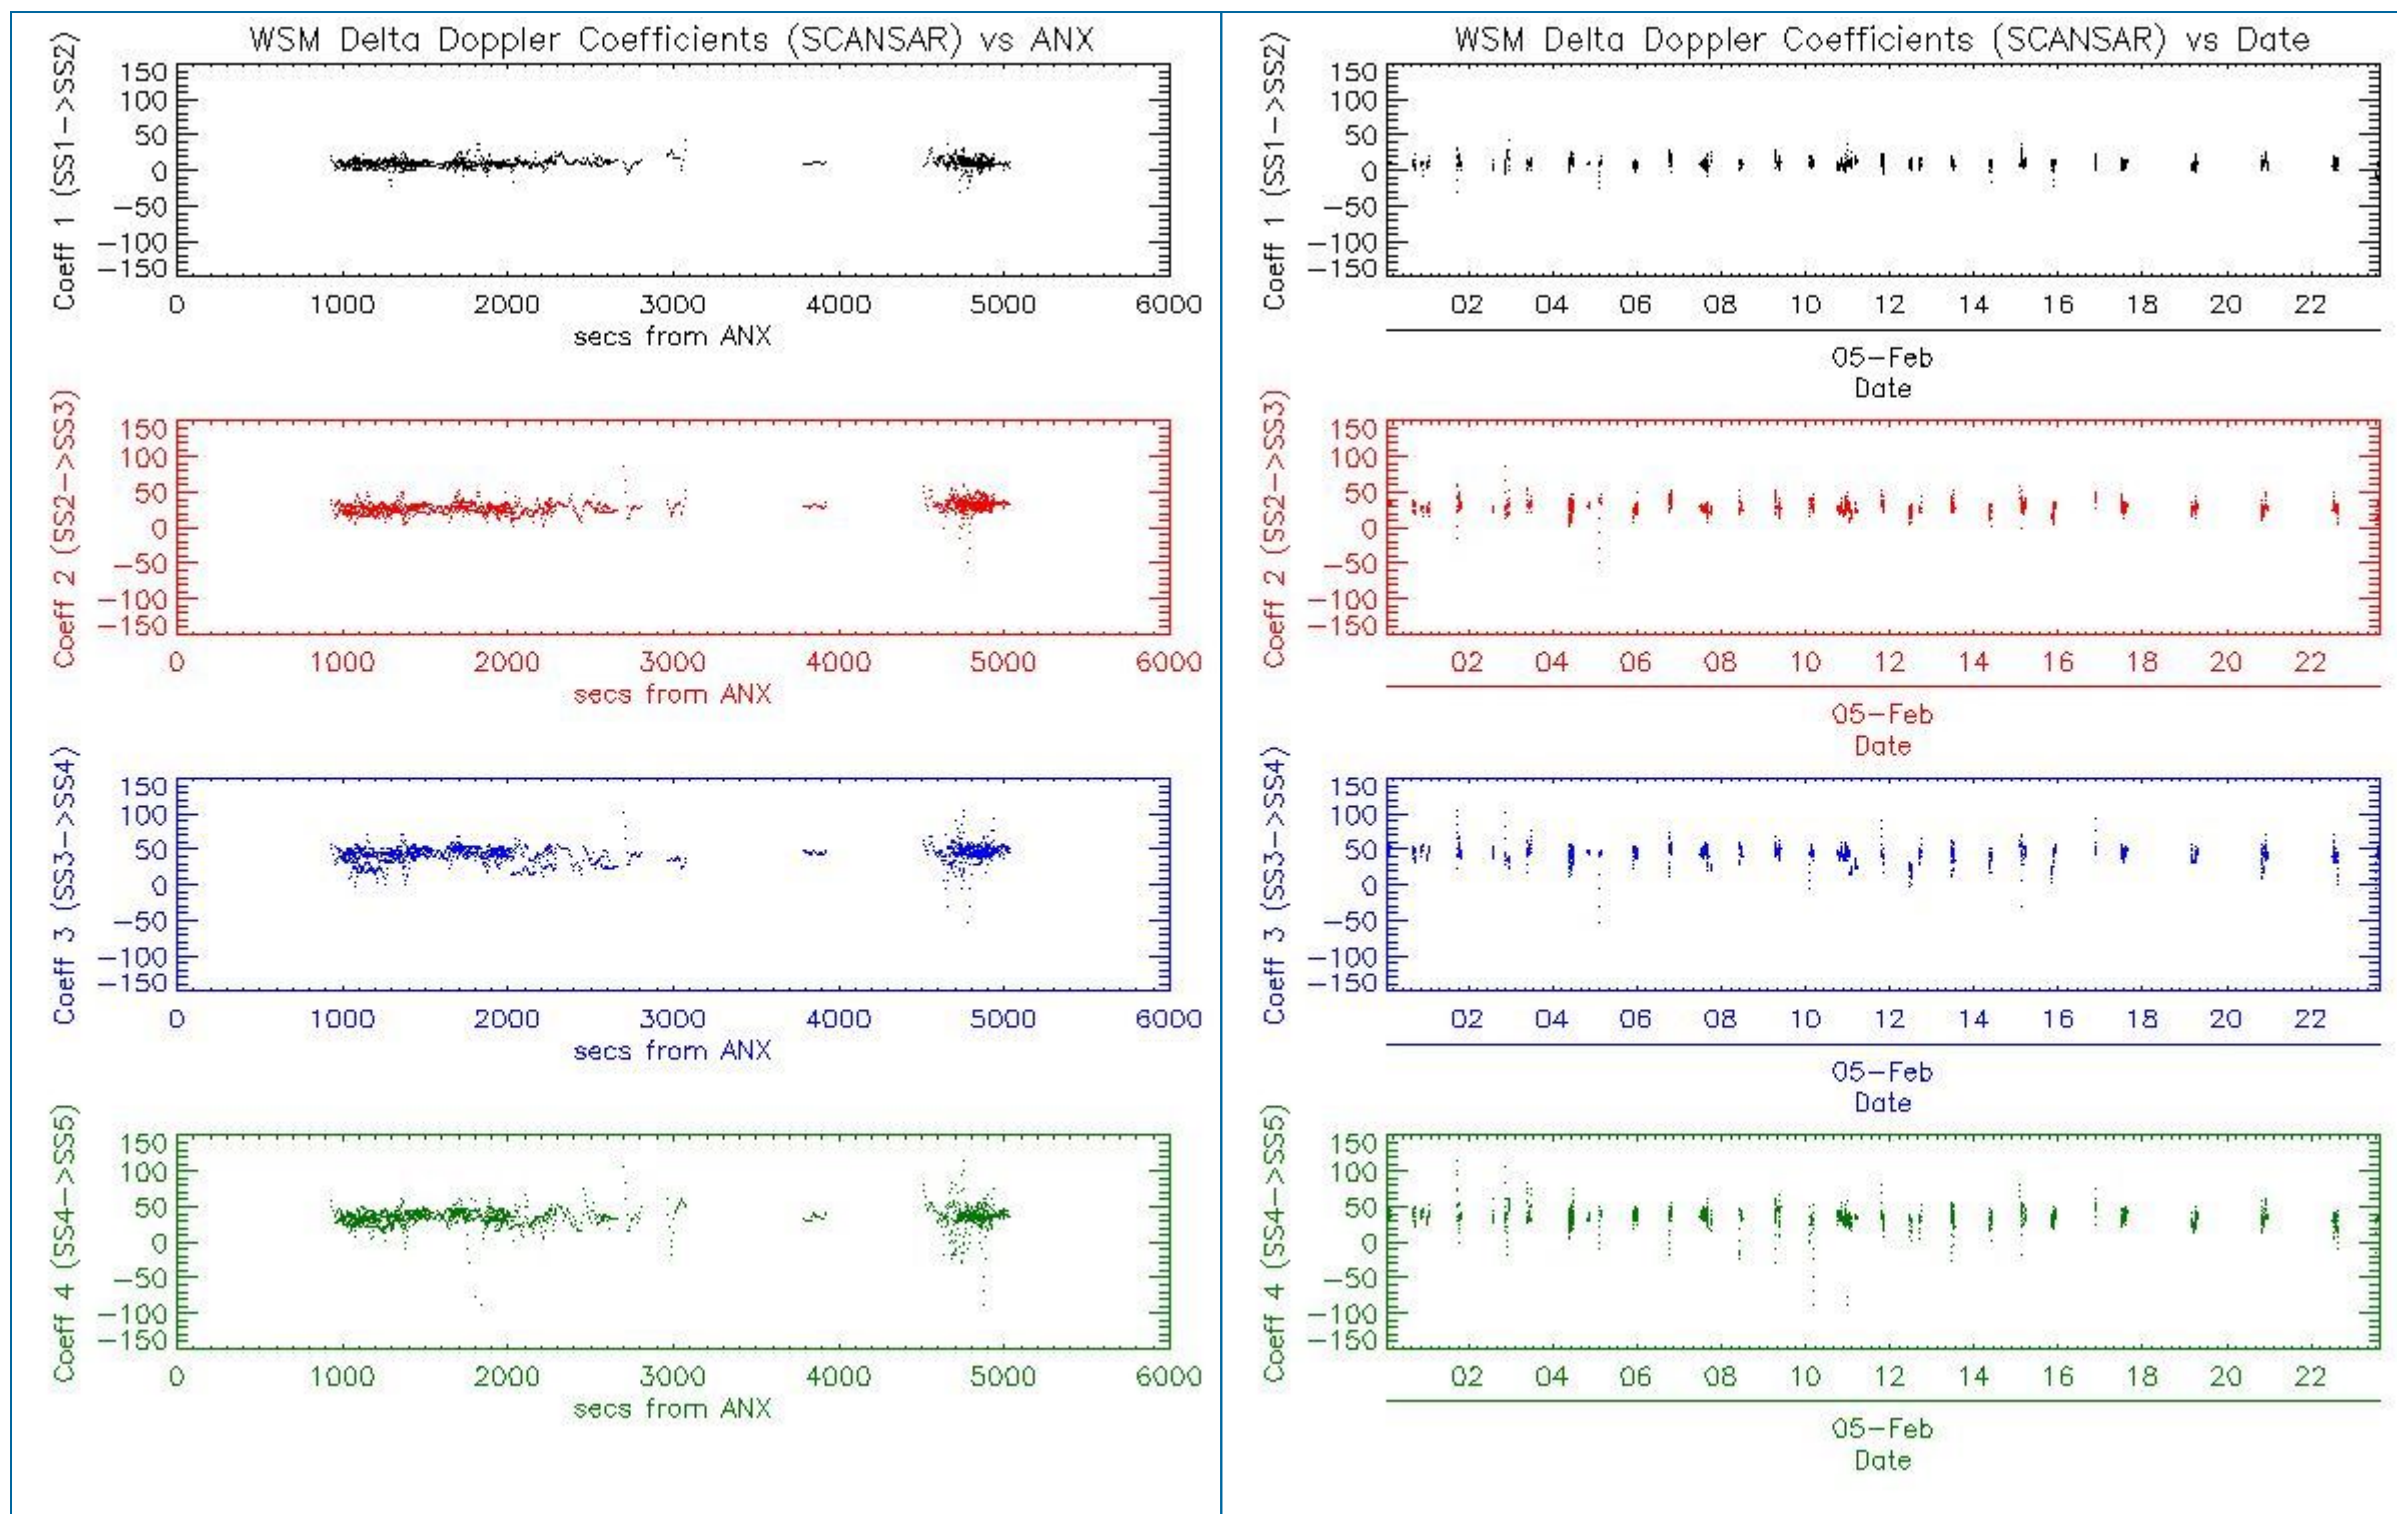 WSM Delta Doppler Coefficients (SCANSAR) vs ANX
Coeff 1 (SS1->SS2)
150
100
50
0
-50
-100
-150
0 1000 2000 3000 4000 5000 6000
secs from ANX
Coeff 2 (SS2->SS3)
150
100
50
0
-50
-100
-150
0 1000 2000 3000 4000 5000 6000
secs from ANX
Coeff 3 (SS3->SS4)
150
100
50
0
-50
-100
-150
0 1000 2000 3000 4000 5000 6000
secs from ANX
Coeff 4 (SS4->SS5)
150
100
50
0
-50
-100
-150
0 1000 2000 3000 4000 5000 6000
secs from ANX
WSM Delta Doppler Coefficients (SCANSAR) vs Date
Coeff 1 (SS1->SS2)
150
100
50
0
-50
-100
-150
02 04 06 08 10 12 14 16 18 20 22
05-Feb
Date
Coeff 2 (SS2->SS3)
150
100
50
0
-50
-100
-150
02 04 06 08 10 12 14 16 18 20 22
05-Feb
Date
Coeff 3 (SS3->SS4)
150
100
50
0
-50
-100
-150
02 04 06 08 10 12 14 16 18 20 22
05-Feb
Date
Coeff 4 (SS4->SS5)
150
100
50
0
-50
-100
-150
02 04 06 08 10 12 14 16 18 20 22
05-Feb
Date